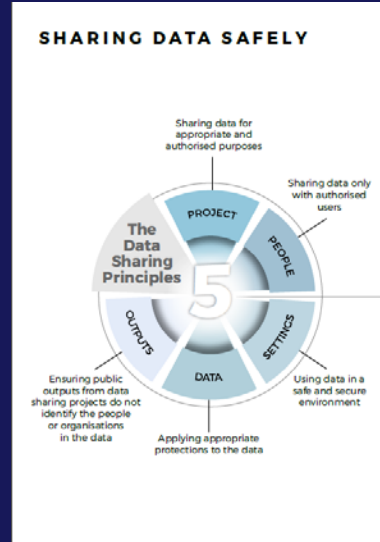 SHARING DATA SAFELY
Sharing data for
appropriate and
authorised purposes
Sharing data only
with authorised
users
The
Data
Sharing
Principles
PROJECT
PEOPLE
5
OUTPUTS
SETTINGS
DATA
Ensuring public
outputs from data
sharing projects do not
identify the people
or organisations
in the data
Using data in a
safe and secure
environment
Applying appropriate
protections to the data